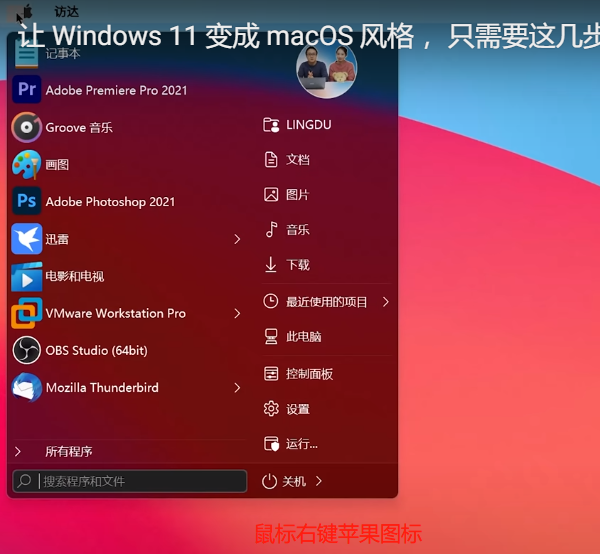 访达
让 Windows 11 变成 macOS 风格 ，只需要这几步
记事本
Pr
Adobe Premiere Pro 2021
Groove 音乐
画图
Ps
Adobe Photoshop 2021
迅雷
电影和电视
VMware Workstation Pro
OBS Studio (64bit)
Mozilla Thunderbird
所有程序
搜索程序和文件
LINGDU
文档
图片
音乐
下载
最近使用的项目
此电脑
控制面板
设置
运行...
关机
鼠标右键苹果图标